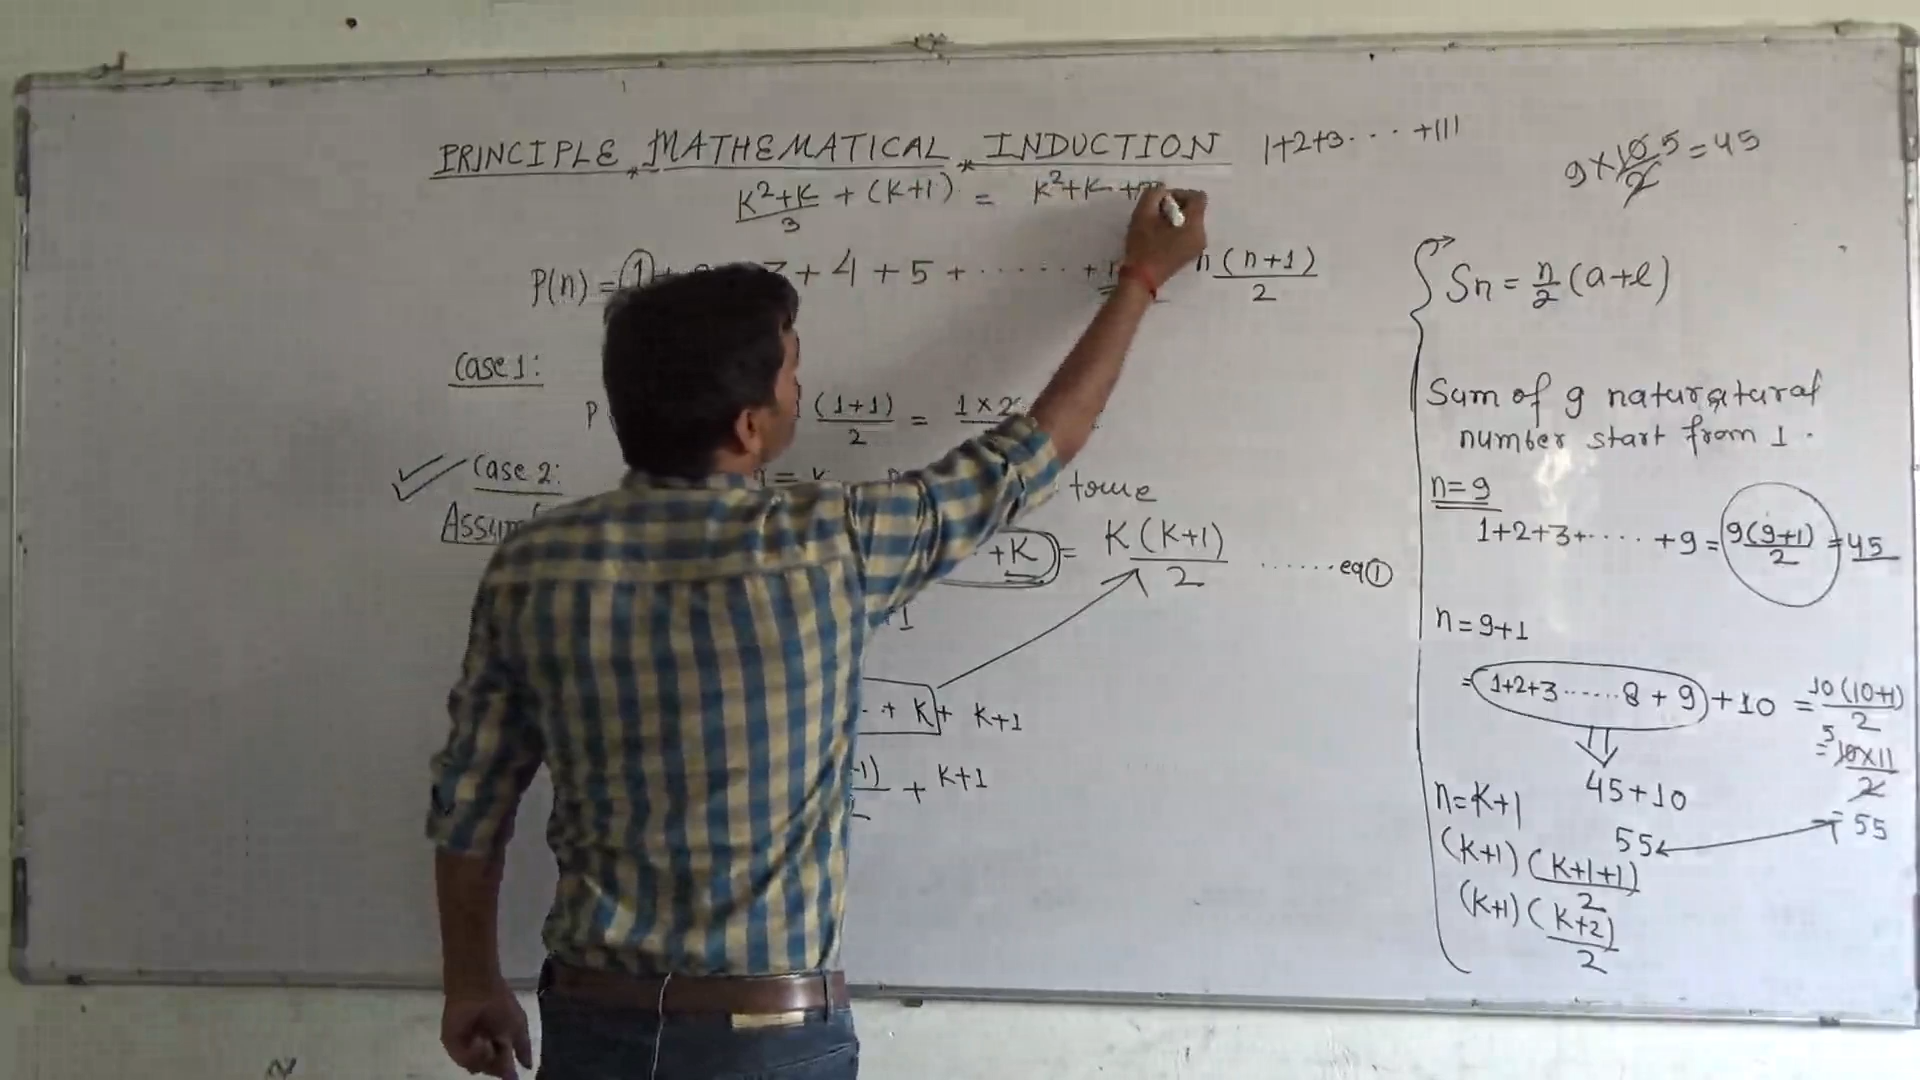 PRINCIPLE MATHEMATICAL INDUCTION
1+2+3....+111
9×10/2 5=45
K²+K/3 + (K+1) = K²+K+
P(n) = 1 + 4 + 5 + ...... + n(n+1)/2
Case 1:
P (1+1)/2 = 1×2
Case 2: n = K true
+K = K(K+1)/2 ......eq①
+ K + K+1
+ K+1
Sn = n/2 (a+l)
Sum of 9 naturataral
number start from 1.
n=9
1+2+3+.....+9 = 9(9+1)/2 = 45
n=9+1
=1+2+3......8+9+10 = 10(10+1)/2
= 5 10×11/2
45+10
= 55
55
n=K+1
(K+1)(K+1+1)/2
(K+1)(K+2)/2